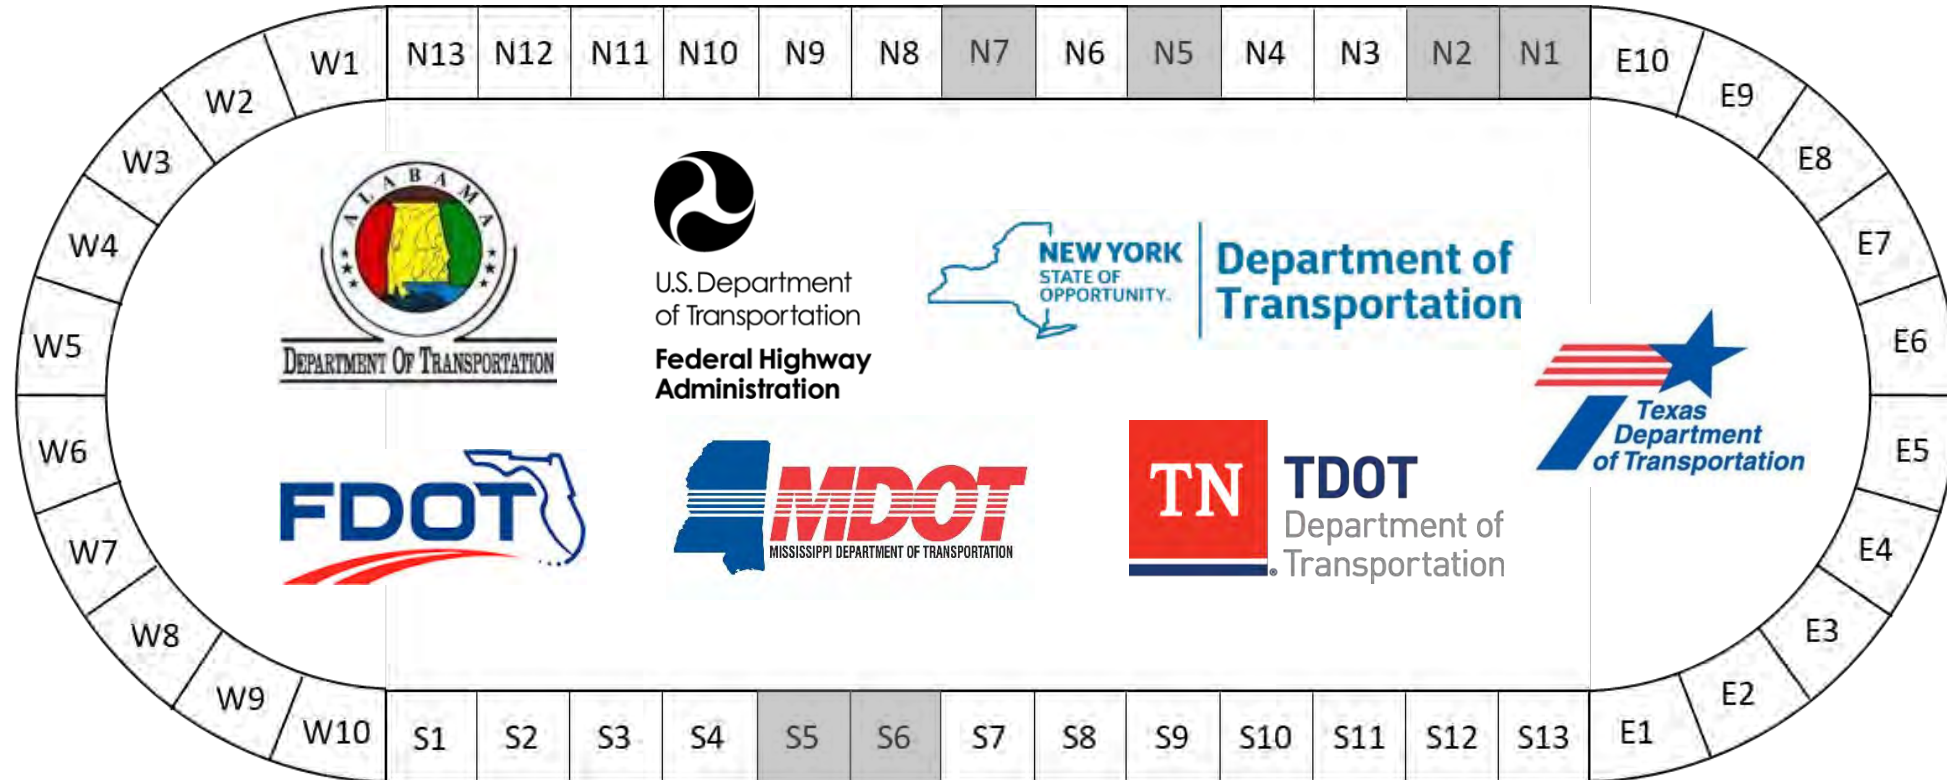 W1 N13 N12 N11 N10 N9 N8 N7 N6 N5 N4 N3 N2 N1 E10
W2
E9
W3
E8
W4
E7
W5
E6
W6
E5
W7
E4
W8
E3
W9
E2
W10 S1 S2 S3 S4 S5 S6 S7 S8 S9 S10 S11 S12 S13 E1
ALABAMA
DEPARTMENT OF TRANSPORTATION
U.S. Department
of Transportation
Federal Highway
Administration
NEW YORK
STATE OF
OPPORTUNITY.
Department of
Transportation
Texas
Department
of Transportation
FDOT
MDOT
MISSISSIPPI DEPARTMENT OF TRANSPORTATION
TN
TDOT
Department of
Transportation